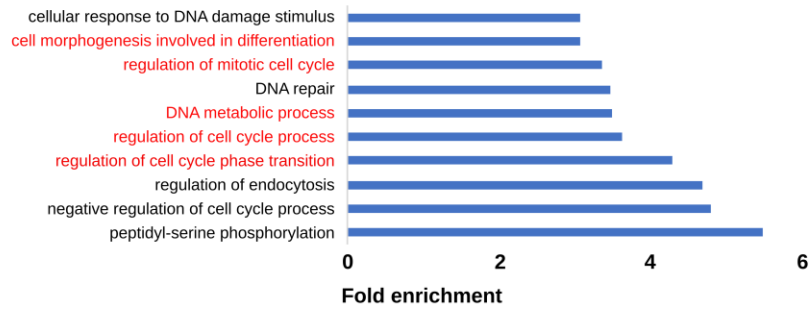 cellular response to DNA damage stimulus
cell morphogenesis involved in differentiation
regulation of mitotic cell cycle
DNA repair
DNA metabolic process
regulation of cell cycle process
regulation of cell cycle phase transition
regulation of endocytosis
negative regulation of cell cycle process
peptidyl-serine phosphorylation
0 2 4 6
Fold enrichment